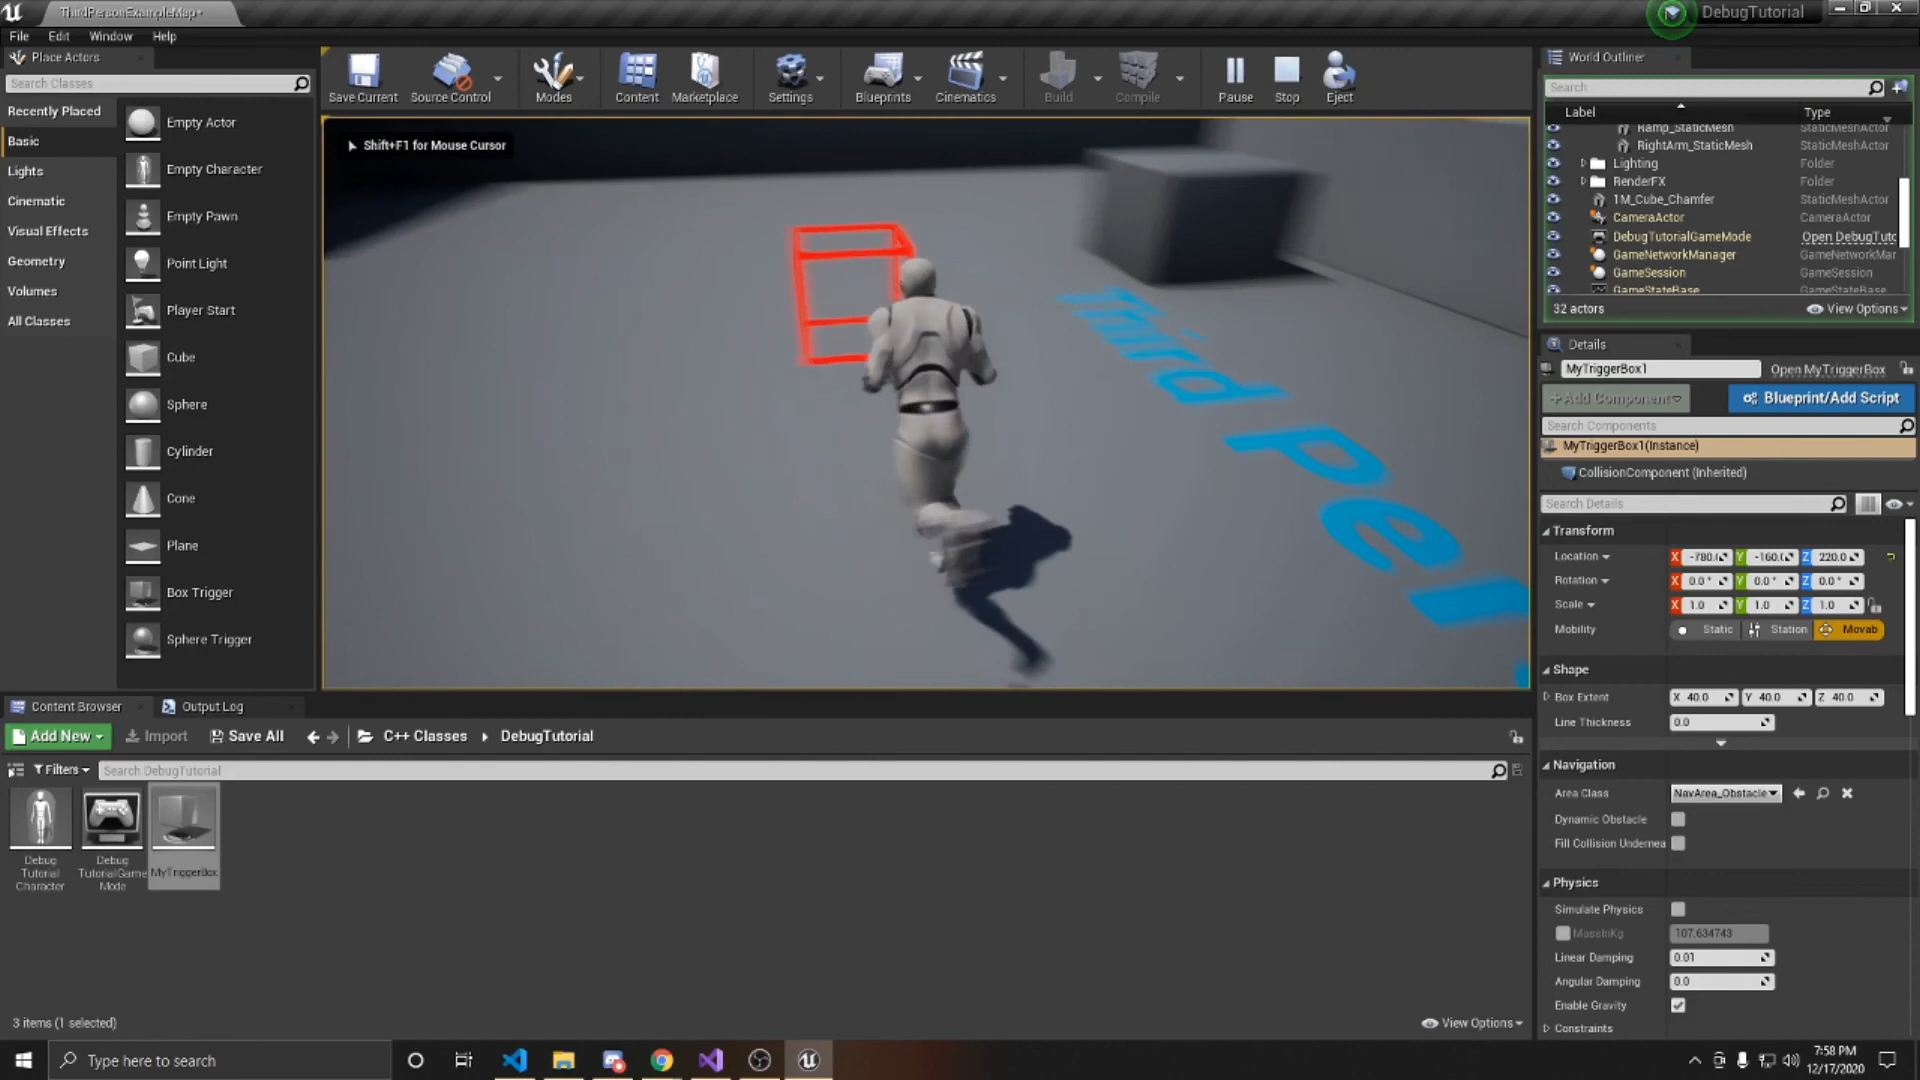 ThirdPersonExampleMap*
DebugTutorial
File Edit Window Help
Place Actors
Search Classes
Recently Placed
Basic
Lights
Cinematic
Visual Effects
Geometry
Volumes
All Classes
Empty Actor
Empty Character
Empty Pawn
Point Light
Player Start
Cube
Sphere
Cylinder
Cone
Plane
Box Trigger
Sphere Trigger
Save Current
Source Control
Modes
Content
Marketplace
Settings
Blueprints
Cinematics
Build
Compile
Pause
Stop
Eject
Shift+F1 for Mouse Cursor
Third Per
World Outliner
Search...
Label Type
Ramp_StaticMesh StaticMeshActor
RightArm_StaticMesh StaticMeshActor
Lighting Folder
RenderFX Folder
1M_Cube_Chamfer StaticMeshActor
CameraActor CameraActor
DebugTutorialGameMode Open DebugTuto
GameNetworkManager GameNetworkMar
GameSession GameSession
GameStateBase GameStateBase
32 actors
View Options
Details
MyTriggerBox1
Open MyTriggerBox
+Add Component
Blueprint/Add Script
Search Components
MyTriggerBox1(Instance)
CollisionComponent (Inherited)
Search Details
Transform
Location X -780.0 Y -160.0 Z 220.0
Rotation X 0.0° Y 0.0° Z 0.0°
Scale X 1.0 Y 1.0 Z 1.0
Mobility Static Station Movab
Shape
Box Extent X 40.0 Y 40.0 Z 40.0
Line Thickness 0.0
Navigation
Area Class NavArea_Obstacle
Dynamic Obstacle
Fill Collision Undernea
Physics
Simulate Physics
MassInKg 107.634743
Linear Damping 0.01
Angular Damping 0.0
Enable Gravity
Constraints
Content Browser
Output Log
Add New
Import
Save All
C++ Classes
DebugTutorial
Filters
Search DebugTutorial
Debug
Tutorial
Character
Debug
TutorialGame
Mode
MyTriggerBox
3 items (1 selected)
View Options
Type here to search
7:58 PM
12/17/2020